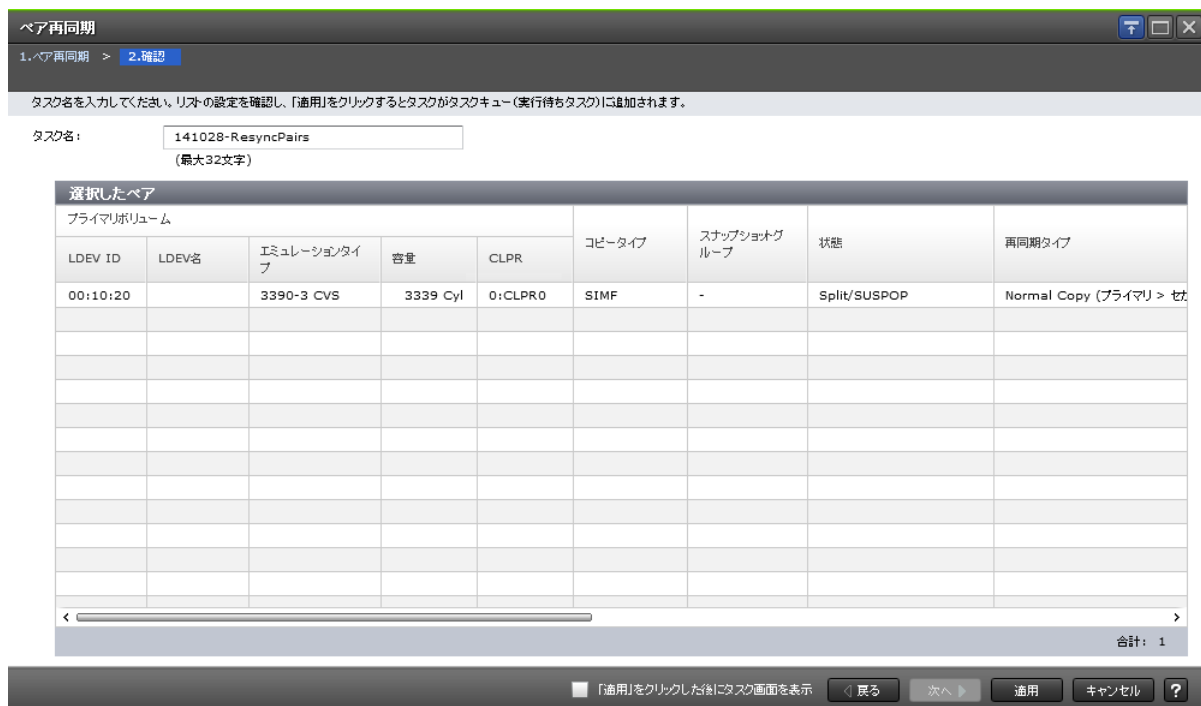 ペア再同期
1.ペア再同期 > 2.確認
タスク名を入力してください。リストの設定を確認し、「適用」をクリックするとタスクがタスクキュー(実行待ちタスク)に追加されます。
タスク名: 141028-ResyncPairs
(最大32文字)
選択したペア
プライマリボリューム
コピータイプ
スナップショットグ
ループ
状態
再同期タイプ
LDEV ID
LDEV名
エミュレーションタイ
プ
容量
CLPR
00:10:20 3390-3 CVS 3339 Cyl 0:CLPR0 SIMF - Split/SUSPOP Normal Copy (プライマリ > セカ
合計: 1
「適用」をクリックした後にタスク画面を表示 戻る 次へ 適用 キャンセル ?